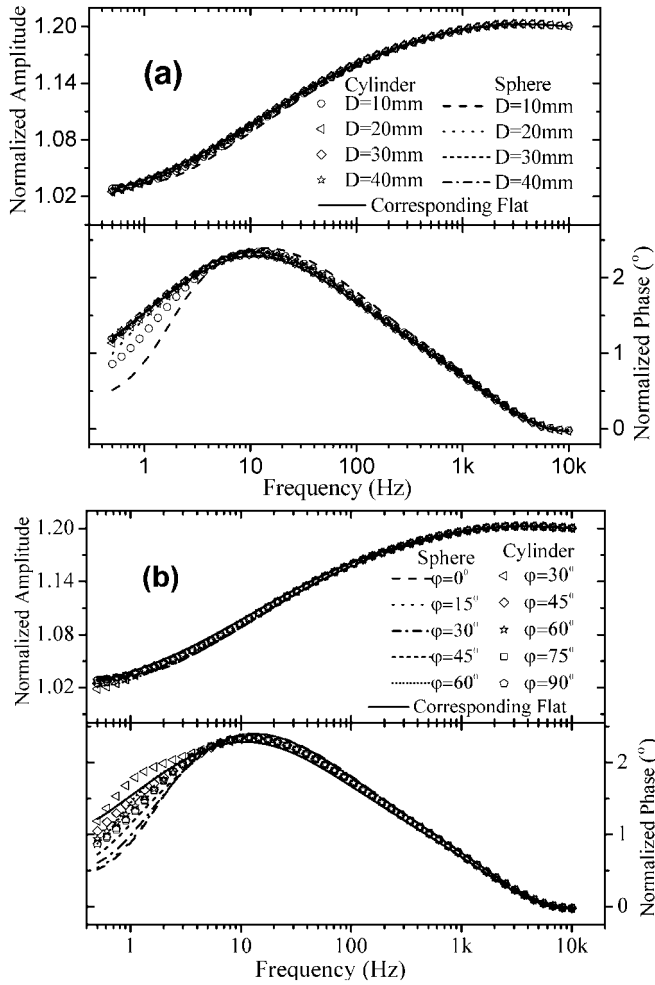 (a)
Normalized Amplitude
1.20
1.14
1.08
1.02
Cylinder Sphere
D=10mm D=10mm
D=20mm D=20mm
D=30mm D=30mm
D=40mm D=40mm
Corresponding Flat
Normalized Phase (°)
2
1
0
1 10 100 1k 10k
Frequency (Hz)
(b)
Normalized Amplitude
1.20
1.14
1.08
1.02
Sphere Cylinder
φ=0° φ=30°
φ=15° φ=45°
φ=30° φ=60°
φ=45° φ=75°
φ=60° φ=90°
Corresponding Flat
Normalized Phase (°)
2
1
0
1 10 100 1k 10k
Frequency (Hz)